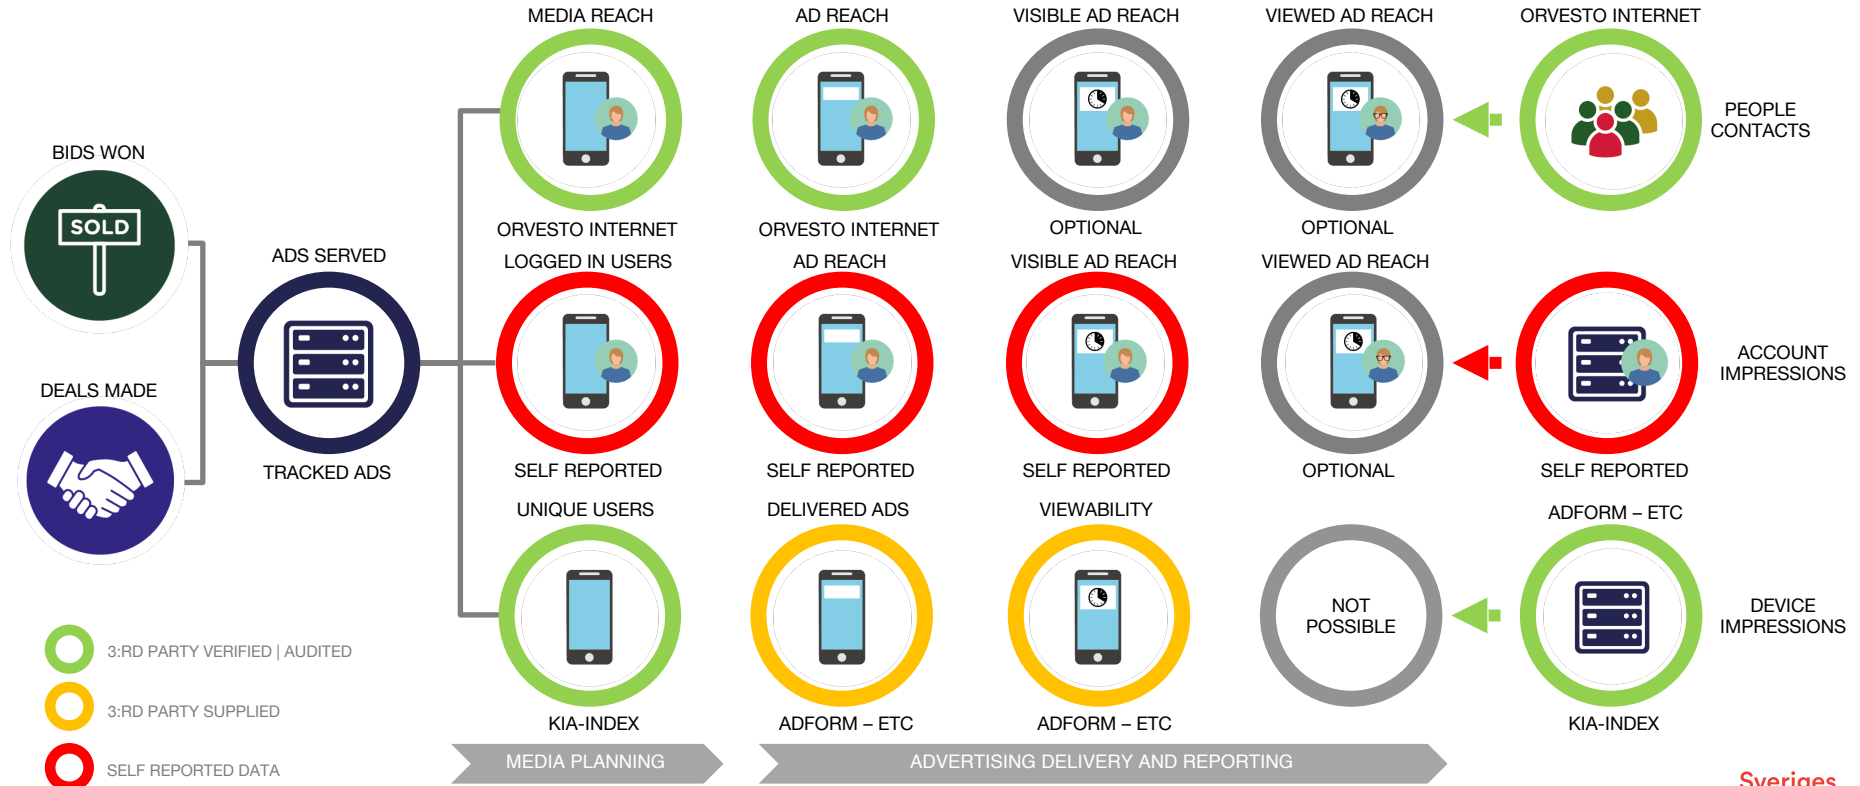 MEDIA REACH
AD REACH
VISIBLE AD REACH
VIEWED AD REACH
ORVESTO INTERNET
PEOPLE
CONTACTS
BIDS WON
SOLD
ORVESTO INTERNET
ORVESTO INTERNET
OPTIONAL
OPTIONAL
ADS SERVED
LOGGED IN USERS
AD REACH
VISIBLE AD REACH
VIEWED AD REACH
ACCOUNT
IMPRESSIONS
DEALS MADE
TRACKED ADS
SELF REPORTED
SELF REPORTED
SELF REPORTED
OPTIONAL
SELF REPORTED
UNIQUE USERS
DELIVERED ADS
VIEWABILITY
ADFORM – ETC
NOT
POSSIBLE
DEVICE
IMPRESSIONS
3:RD PARTY VERIFIED | AUDITED
3:RD PARTY SUPPLIED
SELF REPORTED DATA
KIA-INDEX
ADFORM – ETC
ADFORM – ETC
KIA-INDEX
MEDIA PLANNING
ADVERTISING DELIVERY AND REPORTING
Sveriges